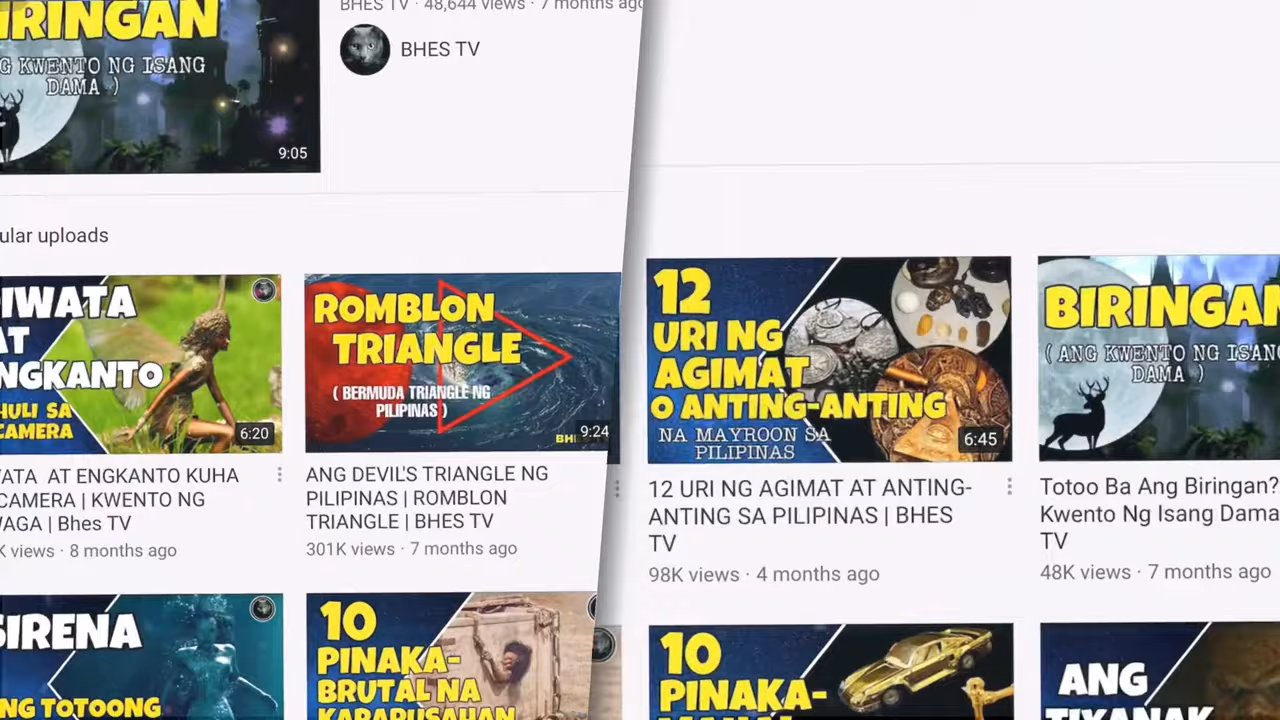 IRINGAN
G KWENTO NG ISANG
DAMA )
9:05
BHES TV · 48,644 views · 7 months ago
BHES TV
ular uploads
IWATA
AT
NGKANTO
HULI SA
CAMERA
6:20
ATA AT ENGKANTO KUHA
CAMERA | KWENTO NG
AGA | Bhes TV
K views · 8 months ago
ROMBLON
TRIANGLE
( BERMUDA TRIANGLE NG
PILIPINAS )
9:24
ANG DEVIL'S TRIANGLE NG
PILIPINAS | ROMBLON
TRIANGLE | BHES TV
301K views · 7 months ago
SIRENA
NG TOTOONG
10
PINAKA-
BRUTAL NA
KAPARUSAHAN
12
URI NG
AGIMAT
O ANTING-ANTING
NA MAYROON SA
PILIPINAS
6:45
12 URI NG AGIMAT AT ANTING-
ANTING SA PILIPINAS | BHES
TV
98K views · 4 months ago
BIRINGAN
( ANG KWENTO NG ISANG
DAMA )
Totoo Ba Ang Biringan?
Kwento Ng Isang Dama
TV
48K views · 7 months ago
10
PINAKA-
ANG
TIYANAK